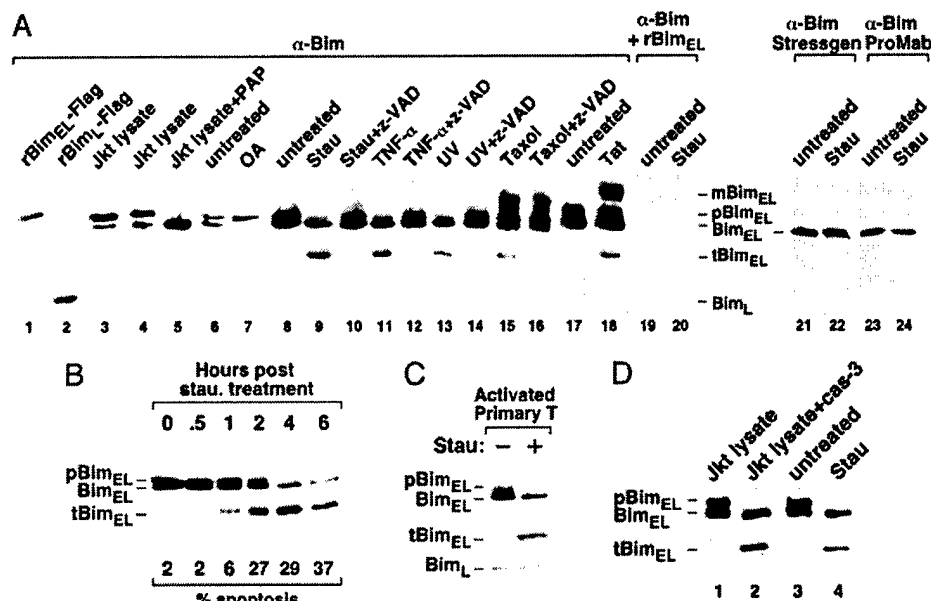 A
α-Bim
α-Bim
+ rBimEL
α-Bim
Stressgen
α-Bim
ProMab
rBimEL-Flag
rBimL-Flag
Jkt lysate
Jkt lysate
Jkt lysate+PAP
untreated
OA
untreated
Stau
Stau+z-VAD
TNF-α
TNF-α+z-VAD
UV
UV+z-VAD
Taxol
Taxol+z-VAD
untreated
Tat
untreated
Stau
untreated
Stau
untreated
Stau
mBimEL
pBimEL
BimEL
tBimEL
BimL
1 2 3 4 5 6 7 8 9 10 11 12 13 14 15 16 17 18 19 20 21 22 23 24
B
Hours post
stau. treatment
0 .5 1 2 4 6
pBimEL
BimEL
tBimEL
2 2 6 27 29 37
% apoptosis
C
Activated
Primary T
Stau: − +
pBimEL
BimEL
tBimEL
BimL
D
Jkt lysate
Jkt lysate+cas-3
untreated
Stau
pBimEL
BimEL
tBimEL
1 2 3 4